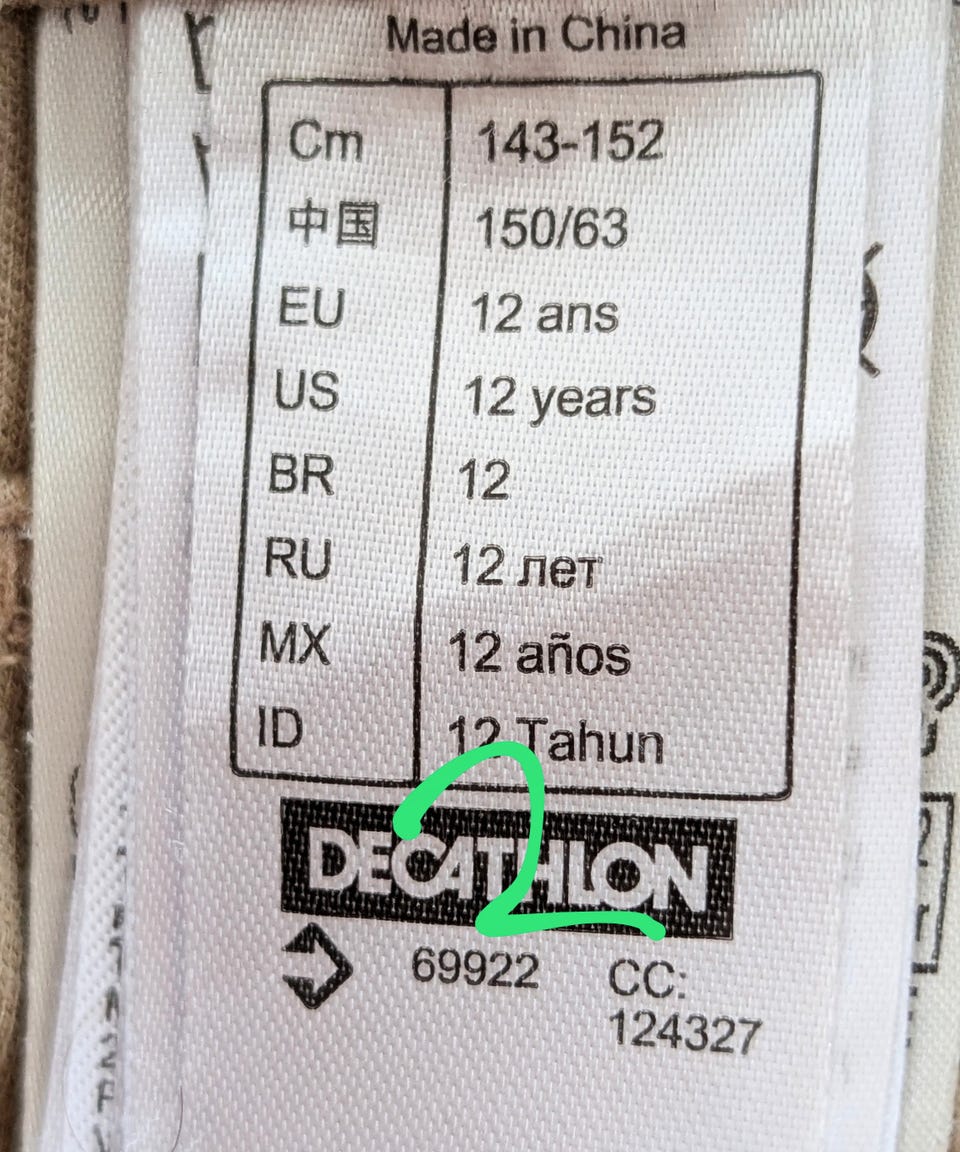 Made in China
Cm 143-152
中国 150/63
EU 12 ans
US 12 years
BR 12
RU 12 лет
MX 12 años
ID 12 Tahun
2
DECATHLON
69922 CC:
124327